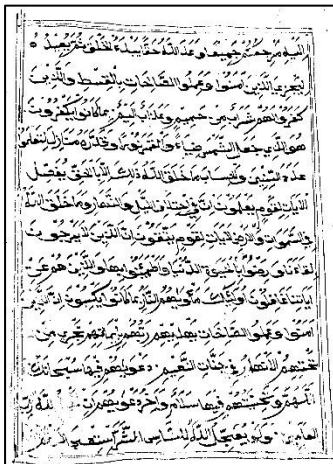 اليه مرجعكم جميعا وعد الله حقا يبدء الخلق ثم يعيده
ليجزي الذين امنوا وعملوا الصالحات بالقسط والذين
كفروا لهم شراب من حميم وعذاب اليم بما كانوا يكفرون
هو الذي جعل الشمس ضياء والقمر نورا وقدره منازل لتعلموا
عدد السنين والحساب ما خلق الله ذلك الا بالحق يفصل
الايات لقوم يعلمون ان في اختلاف الليل والنهار وما خلق الله
في السموات والارض لايات لقوم يتقون ان الذين لا يرجون
لقاءنا ورضوا بالحيوة الدنيا واطمانوا بها والذين هم عن
اياتنا غافلون اولئك ماويهم النار بما كانوا يكسبون ان الذين
امنوا وعملوا الصالحات يهديهم ربهم بايمانهم تجري من
تحتهم الانهار في جنات النعيم دعويهم فيها سبحانك
اللهم وتحيتهم فيها سلام واخر دعويهم ان لله رب
العالمين ولو يعجل الله للناس الشر